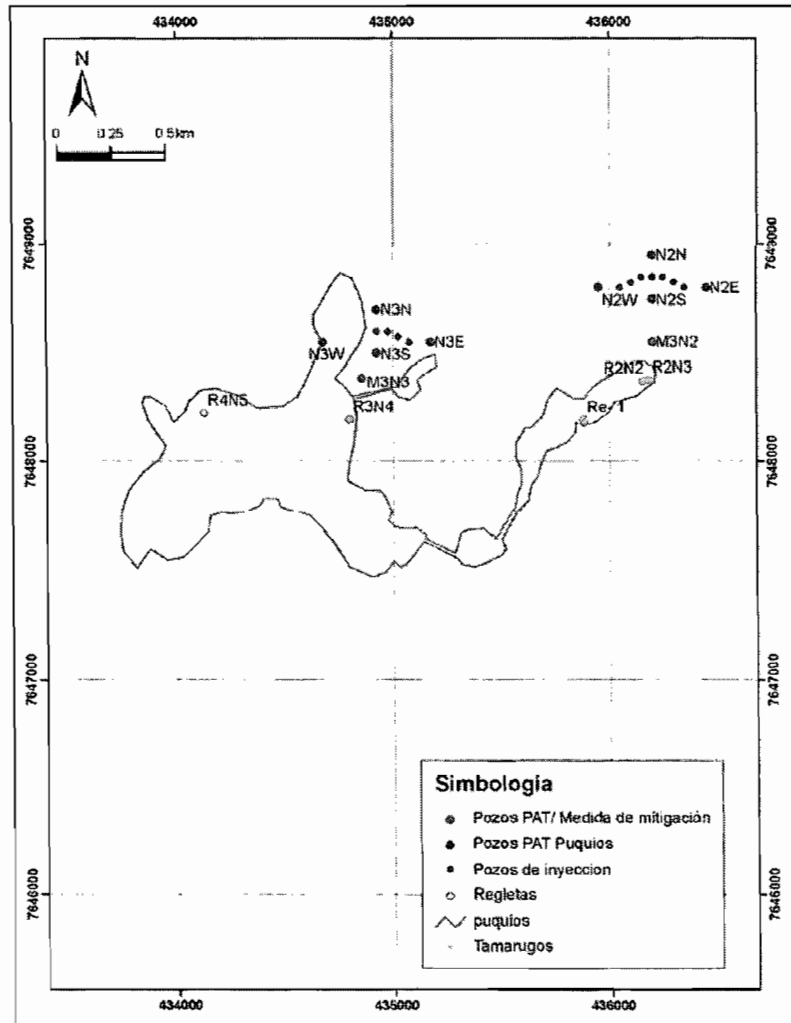 434000 435000 436000
N
0 0.25 0.5km
7649000 7649000
N2N
N2W N2S N2E
N3N
N3W N3S N3E
M3N2
M3N3
R2N2 R2N3
R4N5 R3N4 Re-1
7648000 7648000
7647000 7647000
Simbología
Pozos PAT/ Medida de mitigación
Pozos PAT Puquios
Pozos de inyeccion
Regletas
puquios
Tamarugos
7646000 7646000
434000 435000 436000